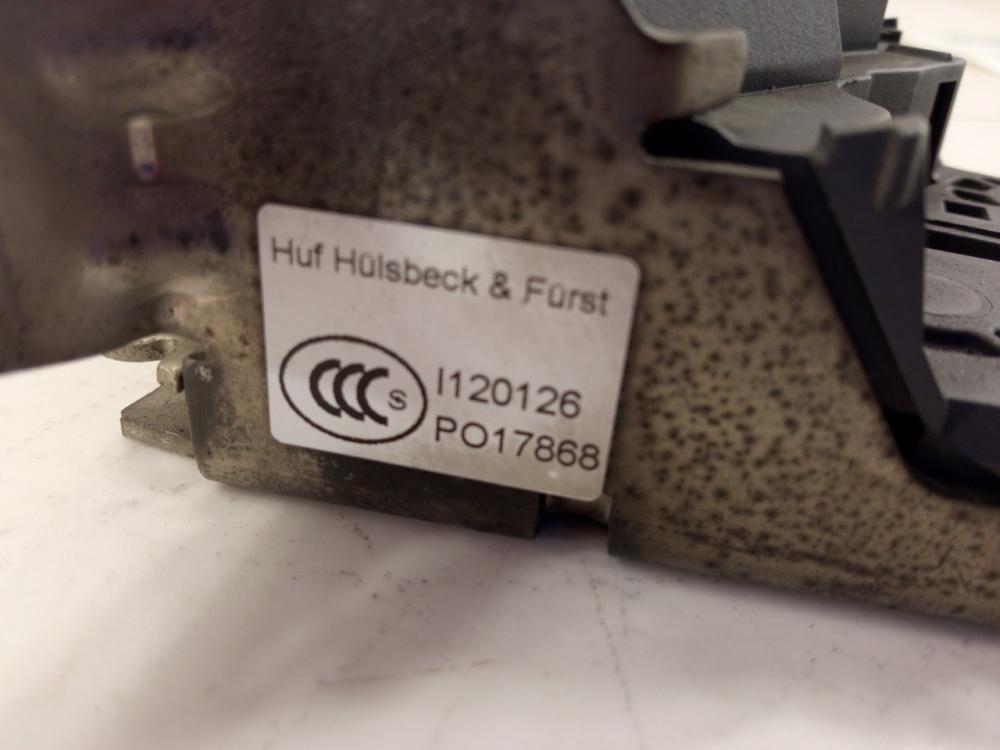 Huf Hülsbeck & Fürst
CCC S I120126
PO17868